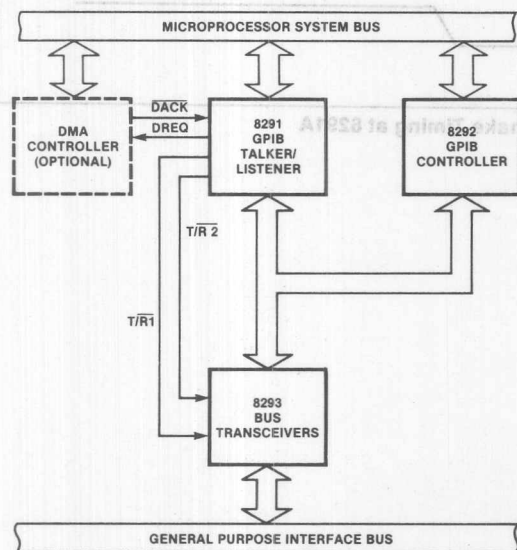 MICROPROCESSOR SYSTEM BUS
DACK
DREQ
DMA
CONTROLLER
(OPTIONAL)
8291
GPIB
TALKER/
LISTENER
8292
GPIB
CONTROLLER
T/R̅ 2
T/R̅1
8293
BUS
TRANSCEIVERS
GENERAL PURPOSE INTERFACE BUS